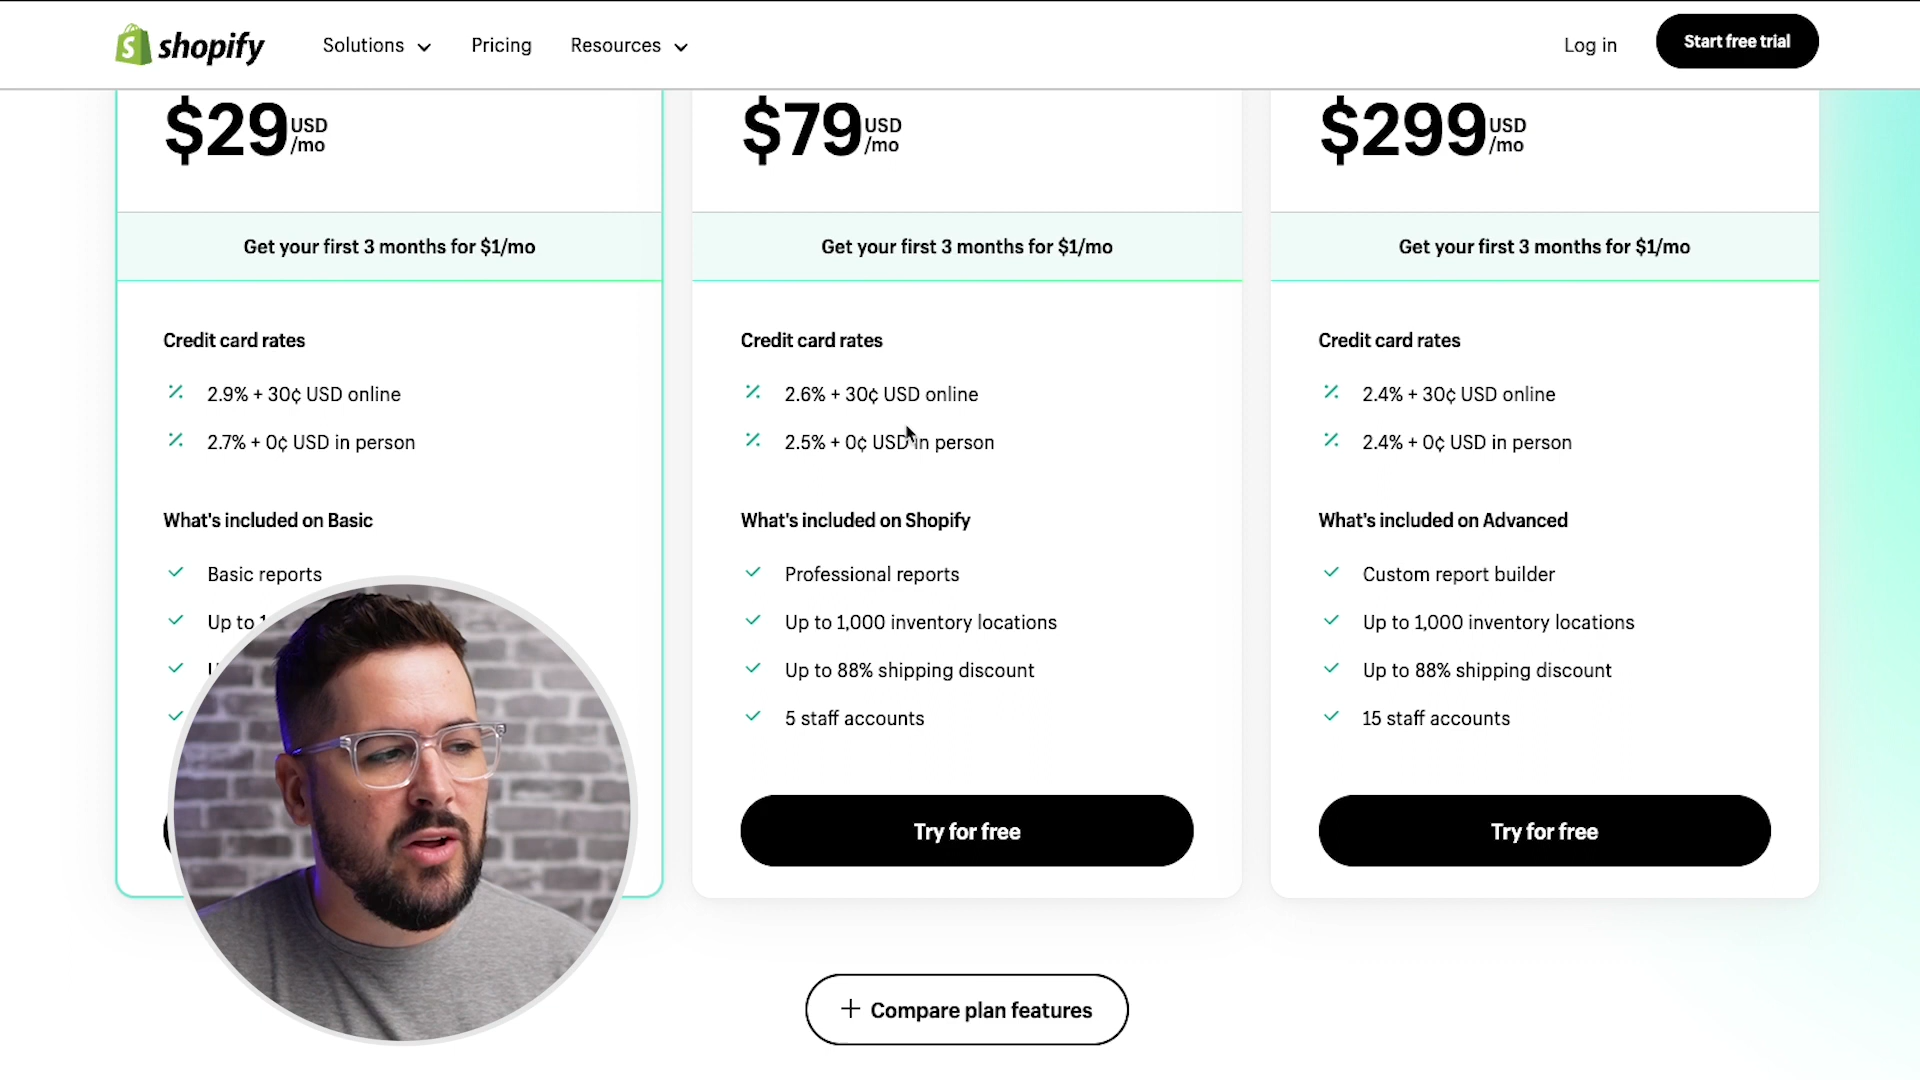 shopify
Solutions
Pricing
Resources
Log in
Start free trial
$29 USD /mo
Get your first 3 months for $1/mo
Credit card rates
2.9% + 30¢ USD online
2.7% + 0¢ USD in person
What's included on Basic
Basic reports
Up to
$79 USD /mo
Get your first 3 months for $1/mo
Credit card rates
2.6% + 30¢ USD online
2.5% + 0¢ USD in person
What's included on Shopify
Professional reports
Up to 1,000 inventory locations
Up to 88% shipping discount
5 staff accounts
Try for free
$299 USD /mo
Get your first 3 months for $1/mo
Credit card rates
2.4% + 30¢ USD online
2.4% + 0¢ USD in person
What's included on Advanced
Custom report builder
Up to 1,000 inventory locations
Up to 88% shipping discount
15 staff accounts
Try for free
+ Compare plan features